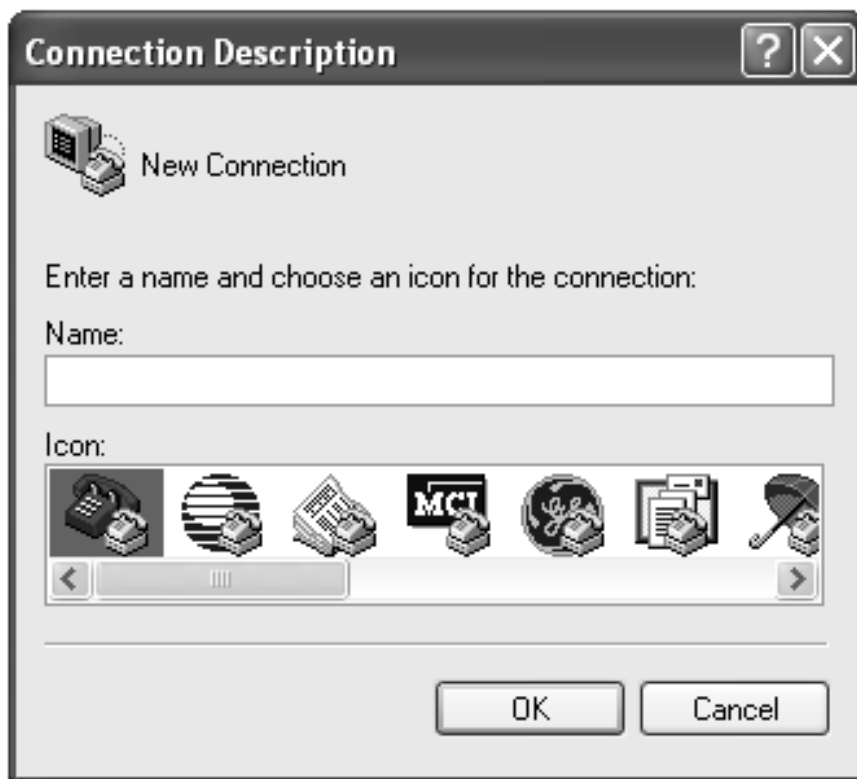 Connection Description
New Connection
Enter a name and choose an icon for the connection:
Name:
Icon:
MCI
OK
Cancel